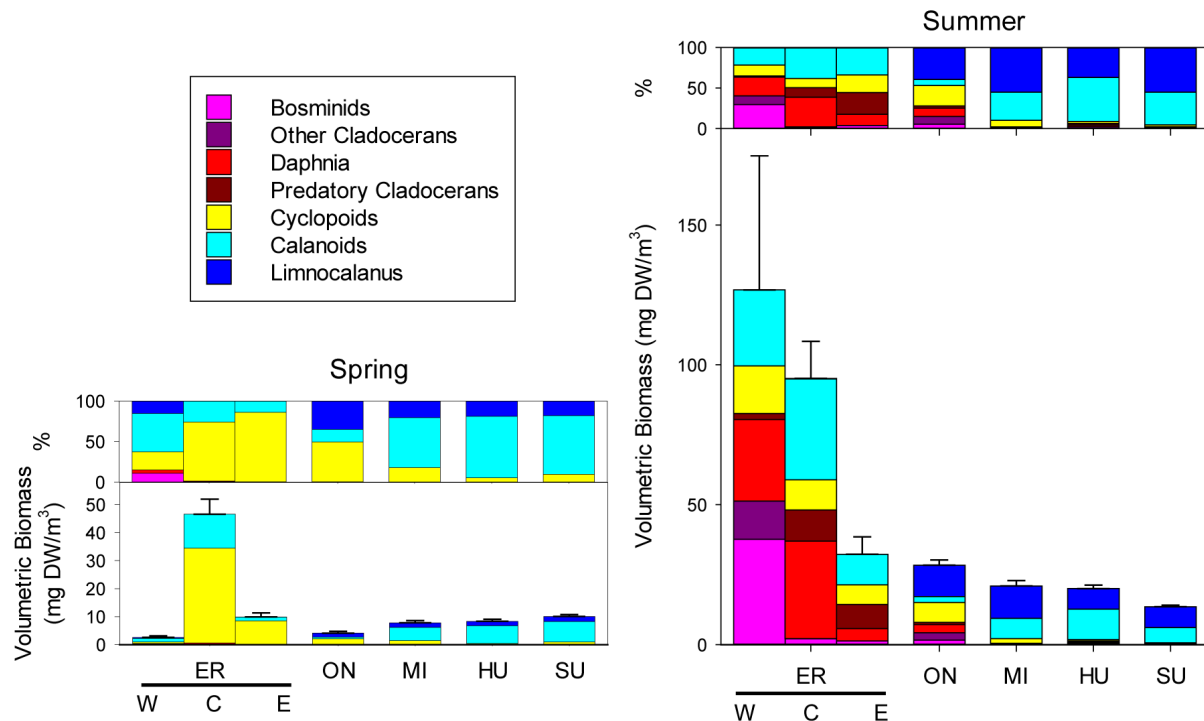 Summer
100
50
0
%
Bosminids
Other Cladocerans
Daphnia
Predatory Cladocerans
Cyclopoids
Calanoids
Limnocalanus
150
100
50
0
Volumetric Biomass (mg DW/m³)
Spring
100
50
0
%
50
40
30
20
10
0
Volumetric Biomass
(mg DW/m³)
ER ON MI HU SU
W C E
ER ON MI HU SU
W C E